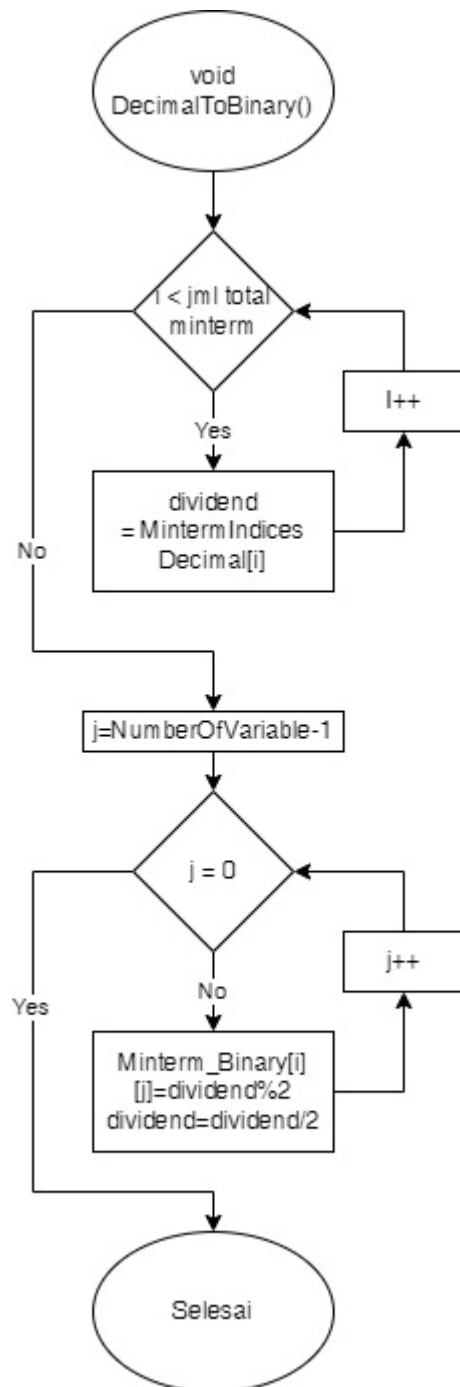 void
DecimalToBinary()
i < jml total
minterm
I++
Yes
dividend
= MintermIndices
Decimal[i]
No
j=NumberOfVariable-1
j = 0
j++
No
Yes
Minterm_Binary[i]
[j]=dividend%2
dividend=dividend/2
Selesai